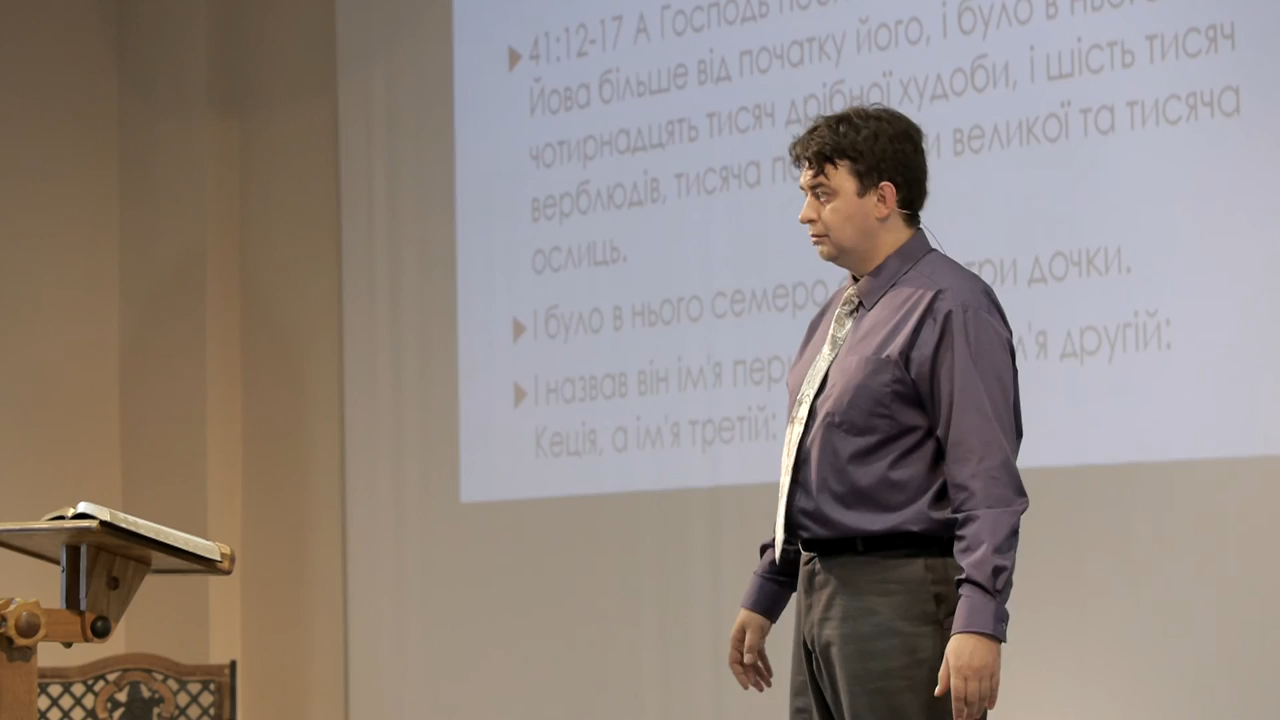 41:12-17 А Господь
Йова більше від початку його, і було в нього
чотирнадцять тисяч дрібної худоби, і шість тисяч
верблюдів, тисяча великої та тисяча
ослиць.
І було в нього семеро три дочки.
І назвав він ім'я ім'я другій:
Кеція, а ім'я третій: